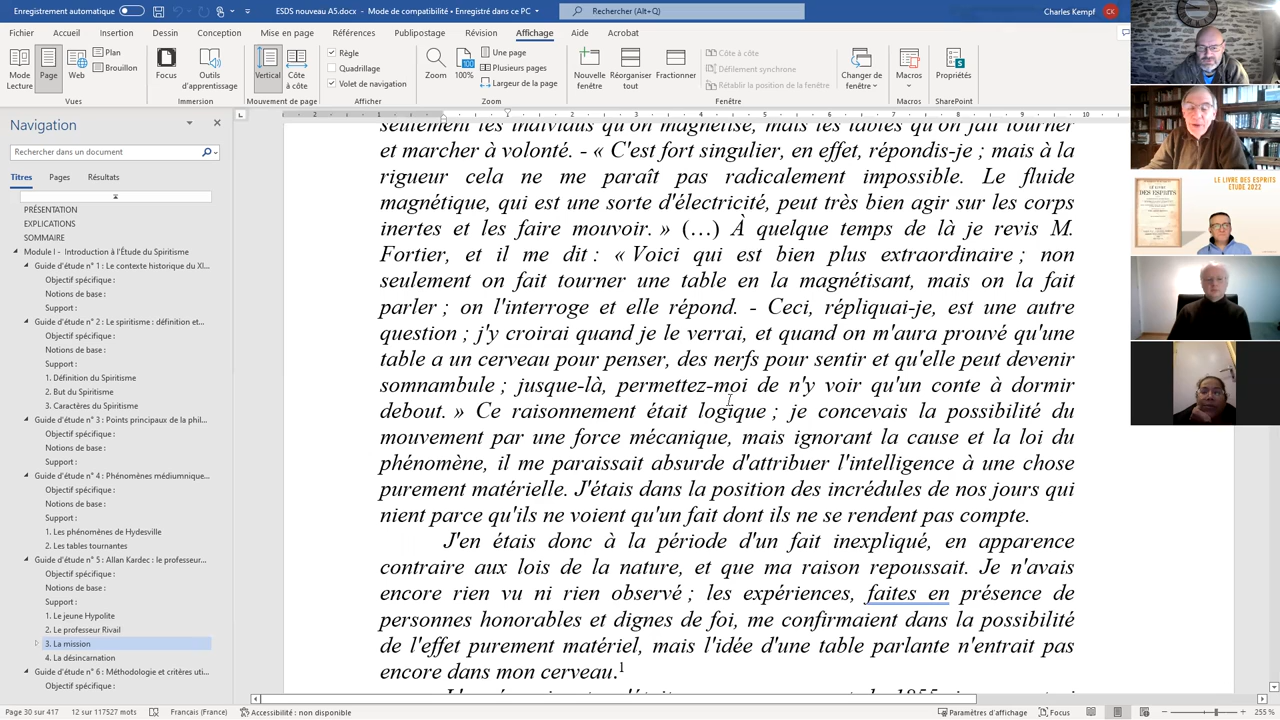 Enregistrement automatique
ESDS nouveau A5.docx - Mode de compatibilité • Enregistré dans ce PC
Rechercher (Alt+Q)
Charles Kempf
CK
Fichier
Accueil
Insertion
Dessin
Conception
Mise en page
Références
Publipostage
Révision
Affichage
Aide
Acrobat
Mode Lecture
Page
Web
Plan
Brouillon
Vues
Focus
Outils d'apprentissage
Immersion
Vertical
Côte à côte
Mouvement de page
Règle
Quadrillage
Volet de navigation
Afficher
Zoom
100%
Une page
Plusieurs pages
Largeur de la page
Zoom
Nouvelle fenêtre
Réorganiser tout
Fractionner
Côte à côte
Défilement synchrone
Rétablir la position de la fenêtre
Changer de fenêtre
Fenêtre
Macros
Macros
Propriétés
SharePoint
Navigation
Rechercher dans un document
Titres
Pages
Résultats
PRÉSENTATION
EXPLICATIONS
SOMMAIRE
Module I - Introduction à l'Étude du Spiritisme
Guide d'étude n° 1 : Le contexte historique du XI...
Objectif spécifique :
Notions de base :
Support :
Guide d'étude n° 2 : Le spiritisme : définition et...
Objectif spécifique :
Notions de base :
Support :
1. Définition du Spiritisme
2. But du Spiritisme
3. Caractères du Spiritisme
Guide d'étude n° 3 : Points principaux de la phil...
Objectif spécifique :
Notions de base :
Support :
Guide d'étude n° 4 : Phénomènes médiumnique...
Objectif spécifique :
Notions de base :
Support :
1. Les phénomènes de Hydesville
2. Les tables tournantes
Guide d'étude n° 5 : Allan Kardec : le professeur...
Objectif spécifique :
Notions de base :
Support :
1. Le jeune Hypolite
2. Le professeur Rivail
3. La mission
4. La désincarnation
Guide d'étude n° 6 : Méthodologie et critères uti...
Objectif spécifique :
seulement les individus qu'on magnétise, mais les tables qu'on fait tourner
et marcher à volonté. - « C'est fort singulier, en effet, répondis-je ; mais à la
rigueur cela ne me paraît pas radicalement impossible. Le fluide
magnétique, qui est une sorte d'électricité, peut très bien agir sur les corps
inertes et les faire mouvoir. » (…) À quelque temps de là je revis M.
Fortier, et il me dit : « Voici qui est bien plus extraordinaire ; non
seulement on fait tourner une table en la magnétisant, mais on la fait
parler ; on l'interroge et elle répond. - Ceci, répliquai-je, est une autre
question ; j'y croirai quand je le verrai, et quand on m'aura prouvé qu'une
table a un cerveau pour penser, des nerfs pour sentir et qu'elle peut devenir
somnambule ; jusque-là, permettez-moi de n'y voir qu'un conte à dormir
debout. » Ce raisonnement était logique ; je concevais la possibilité du
mouvement par une force mécanique, mais ignorant la cause et la loi du
phénomène, il me paraissait absurde d'attribuer l'intelligence à une chose
purement matérielle. J'étais dans la position des incrédules de nos jours qui
nient parce qu'ils ne voient qu'un fait dont ils ne se rendent pas compte.
J'en étais donc à la période d'un fait inexpliqué, en apparence
contraire aux lois de la nature, et que ma raison repoussait. Je n'avais
encore rien vu ni rien observé ; les expériences, faites en présence de
personnes honorables et dignes de foi, me confirmaient dans la possibilité
de l'effet purement matériel, mais l'idée d'une table parlante n'entrait pas
encore dans mon cerveau.1
LE LIVRE DES ESPRITS
ETUDE 2022
LE LIVRE
DES ESPRITS
Page 30 sur 417
12 sur 117527 mots
Français (France)
Accessibilité : non disponible
Paramètres d'affichage
Focus
255 %